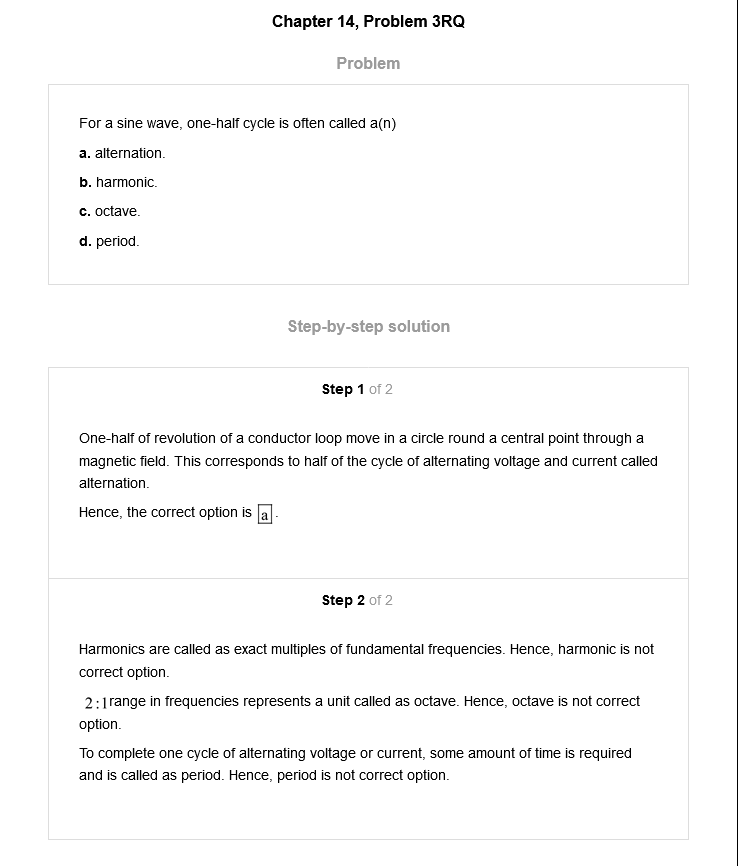 Chapter 14, Problem 3RQ
Problem
For a sine wave, one-half cycle is often called a(n)
a. alternation.
b. harmonic.
c. octave.
d. period.
Step-by-step solution
Step 1 of 2
One-half of revolution of a conductor loop move in a circle round a central point through a
magnetic field. This corresponds to half of the cycle of alternating voltage and current called
alternation.
Hence, the correct option is a .
Step 2 of 2
Harmonics are called as exact multiples of fundamental frequencies. Hence, harmonic is not
correct option.
2:1 range in frequencies represents a unit called as octave. Hence, octave is not correct
option.
To complete one cycle of alternating voltage or current, some amount of time is required
and is called as period. Hence, period is not correct option.